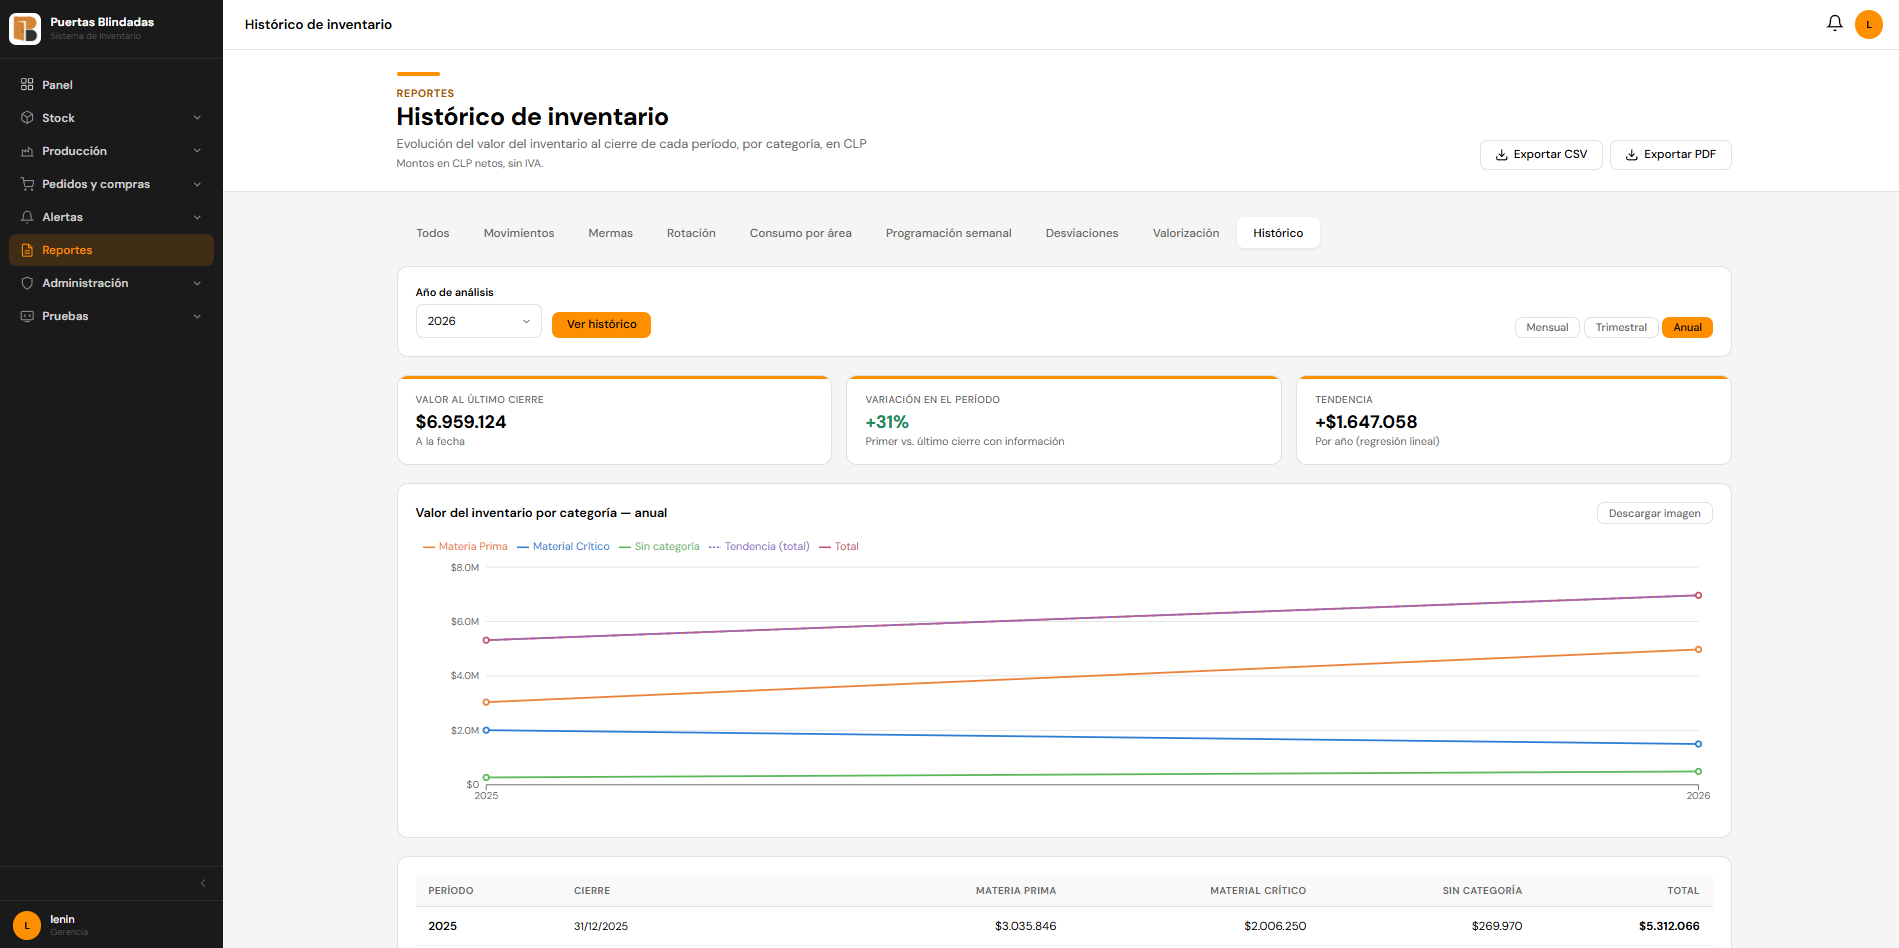 Puertas Blindadas
Sistema de Inventario
Panel
Stock
Producción
Pedidos y compras
Alertas
Reportes
Administración
Pruebas
L
lenin
Gerencia
Histórico de inventario
L
REPORTES
Histórico de inventario
Evolución del valor del inventario al cierre de cada período, por categoría, en CLP
Montos en CLP netos, sin IVA.
Exportar CSV
Exportar PDF
Todos Movimientos Mermas Rotación Consumo por área Programación semanal Desviaciones Valorización Histórico
Año de análisis
2026
Ver histórico
Mensual Trimestral Anual
VALOR AL ÚLTIMO CIERRE
$6.959.124
A la fecha
VARIACIÓN EN EL PERÍODO
+31%
Primer vs. último cierre con información
TENDENCIA
+$1.647.058
Por año (regresión lineal)
Valor del inventario por categoría — anual
Descargar imagen
Materia Prima Material Crítico Sin categoría Tendencia (total) Total
$8.0M
$6.0M
$4.0M
$2.0M
$0
2025 2026
PERÍODO CIERRE MATERIA PRIMA MATERIAL CRÍTICO SIN CATEGORÍA TOTAL
2025 31/12/2025 $3.035.846 $2.006.250 $269.970 $5.312.066